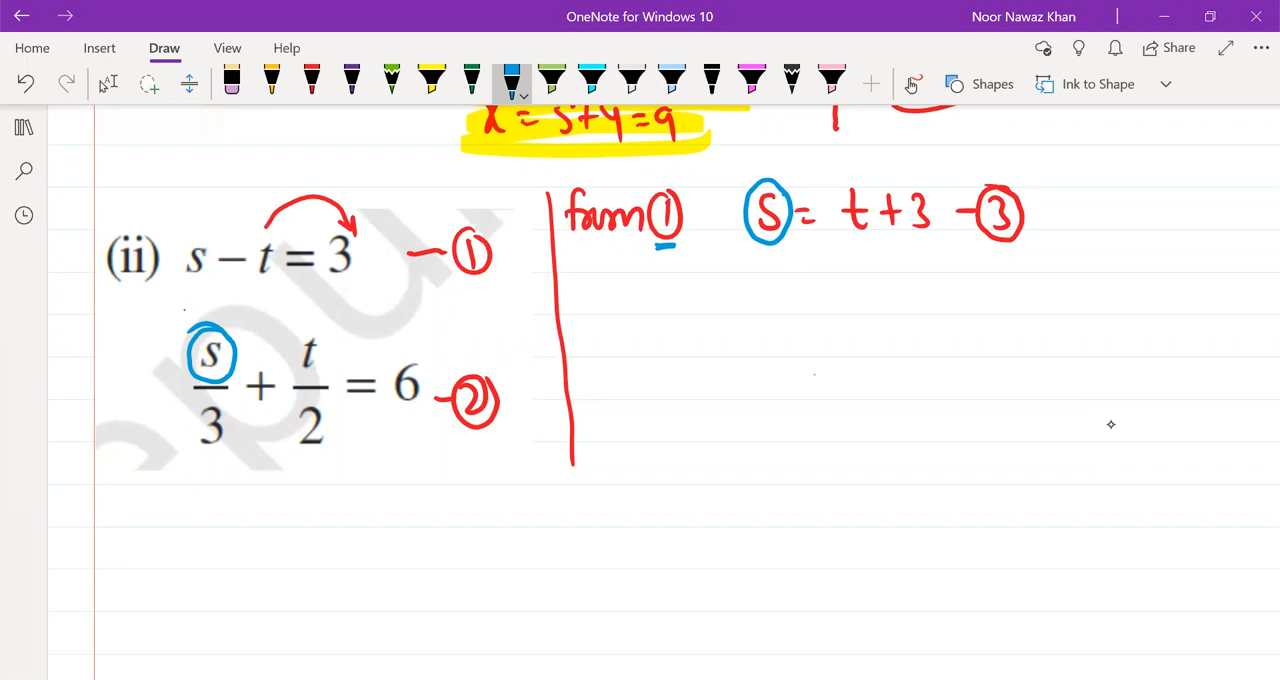 OneNote for Windows 10
Noor Nawaz Khan
Home Insert Draw View Help
Share
Shapes
Ink to Shape
x = 5+4=9
from ① s = t + 3 - ③
(ii) s - t = 3 - ①
s/3 + t/2 = 6 - ②